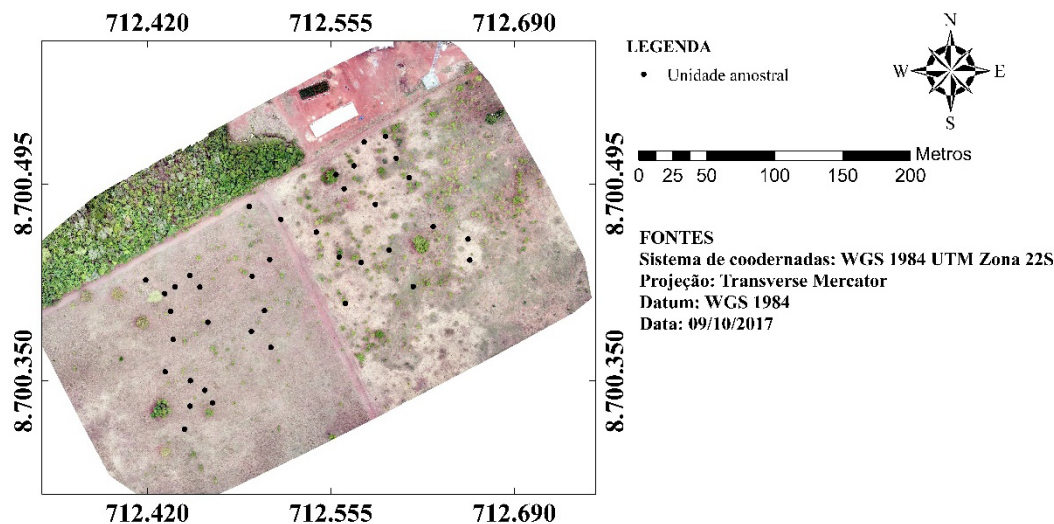 712.420 712.555 712.690
8.700.495
8.700.350
8.700.495
8.700.350
712.420 712.555 712.690
LEGENDA
Unidade amostral
N
W E
S
Metros
0 25 50 100 150 200
FONTES
Sistema de coodernadas: WGS 1984 UTM Zona 22S
Projeção: Transverse Mercator
Datum: WGS 1984
Data: 09/10/2017